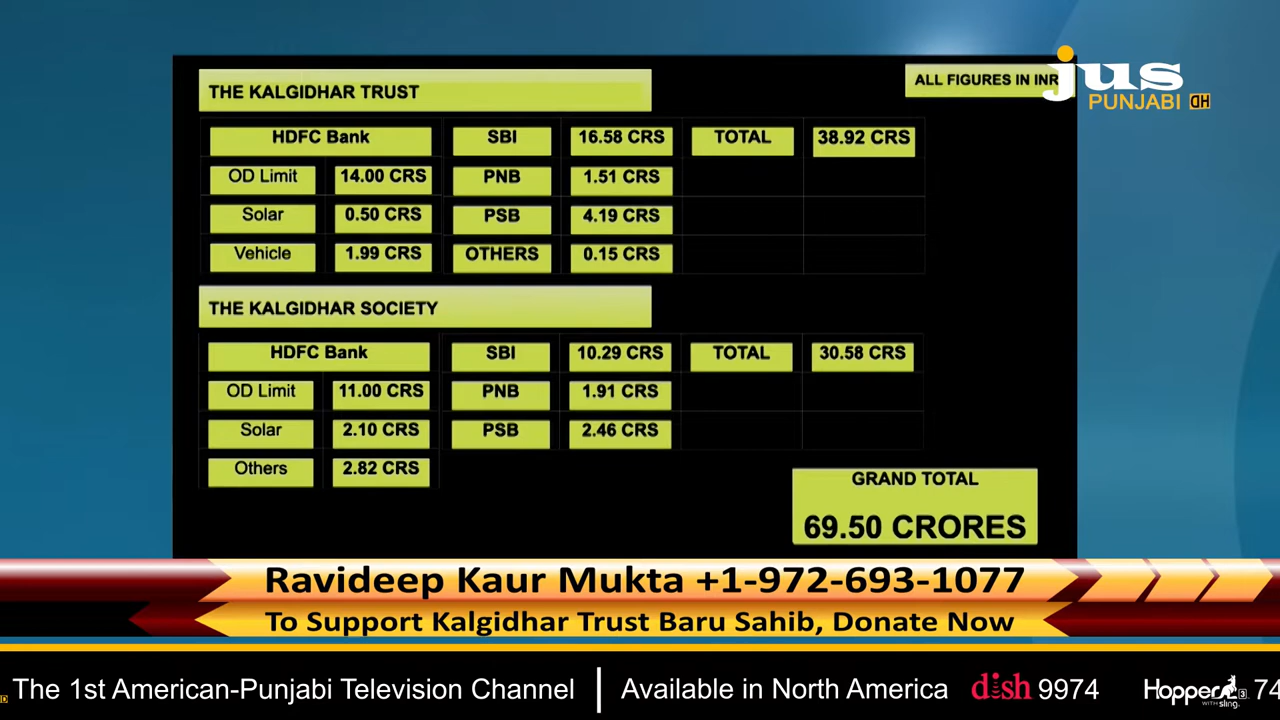 jus
PUNJABI HD
THE KALGIDHAR TRUST
ALL FIGURES IN INR
HDFC Bank SBI 16.58 CRS TOTAL 38.92 CRS
OD Limit 14.00 CRS PNB 1.51 CRS
Solar 0.50 CRS PSB 4.19 CRS
Vehicle 1.99 CRS OTHERS 0.15 CRS
THE KALGIDHAR SOCIETY
HDFC Bank SBI 10.29 CRS TOTAL 30.58 CRS
OD Limit 11.00 CRS PNB 1.91 CRS
Solar 2.10 CRS PSB 2.46 CRS
Others 2.82 CRS
GRAND TOTAL
69.50 CRORES
Ravideep Kaur Mukta +1-972-693-1077
To Support Kalgidhar Trust Baru Sahib, Donate Now
The 1st American-Punjabi Television Channel | Available in North America dish 9974 Hopper 3 74
WITH sling